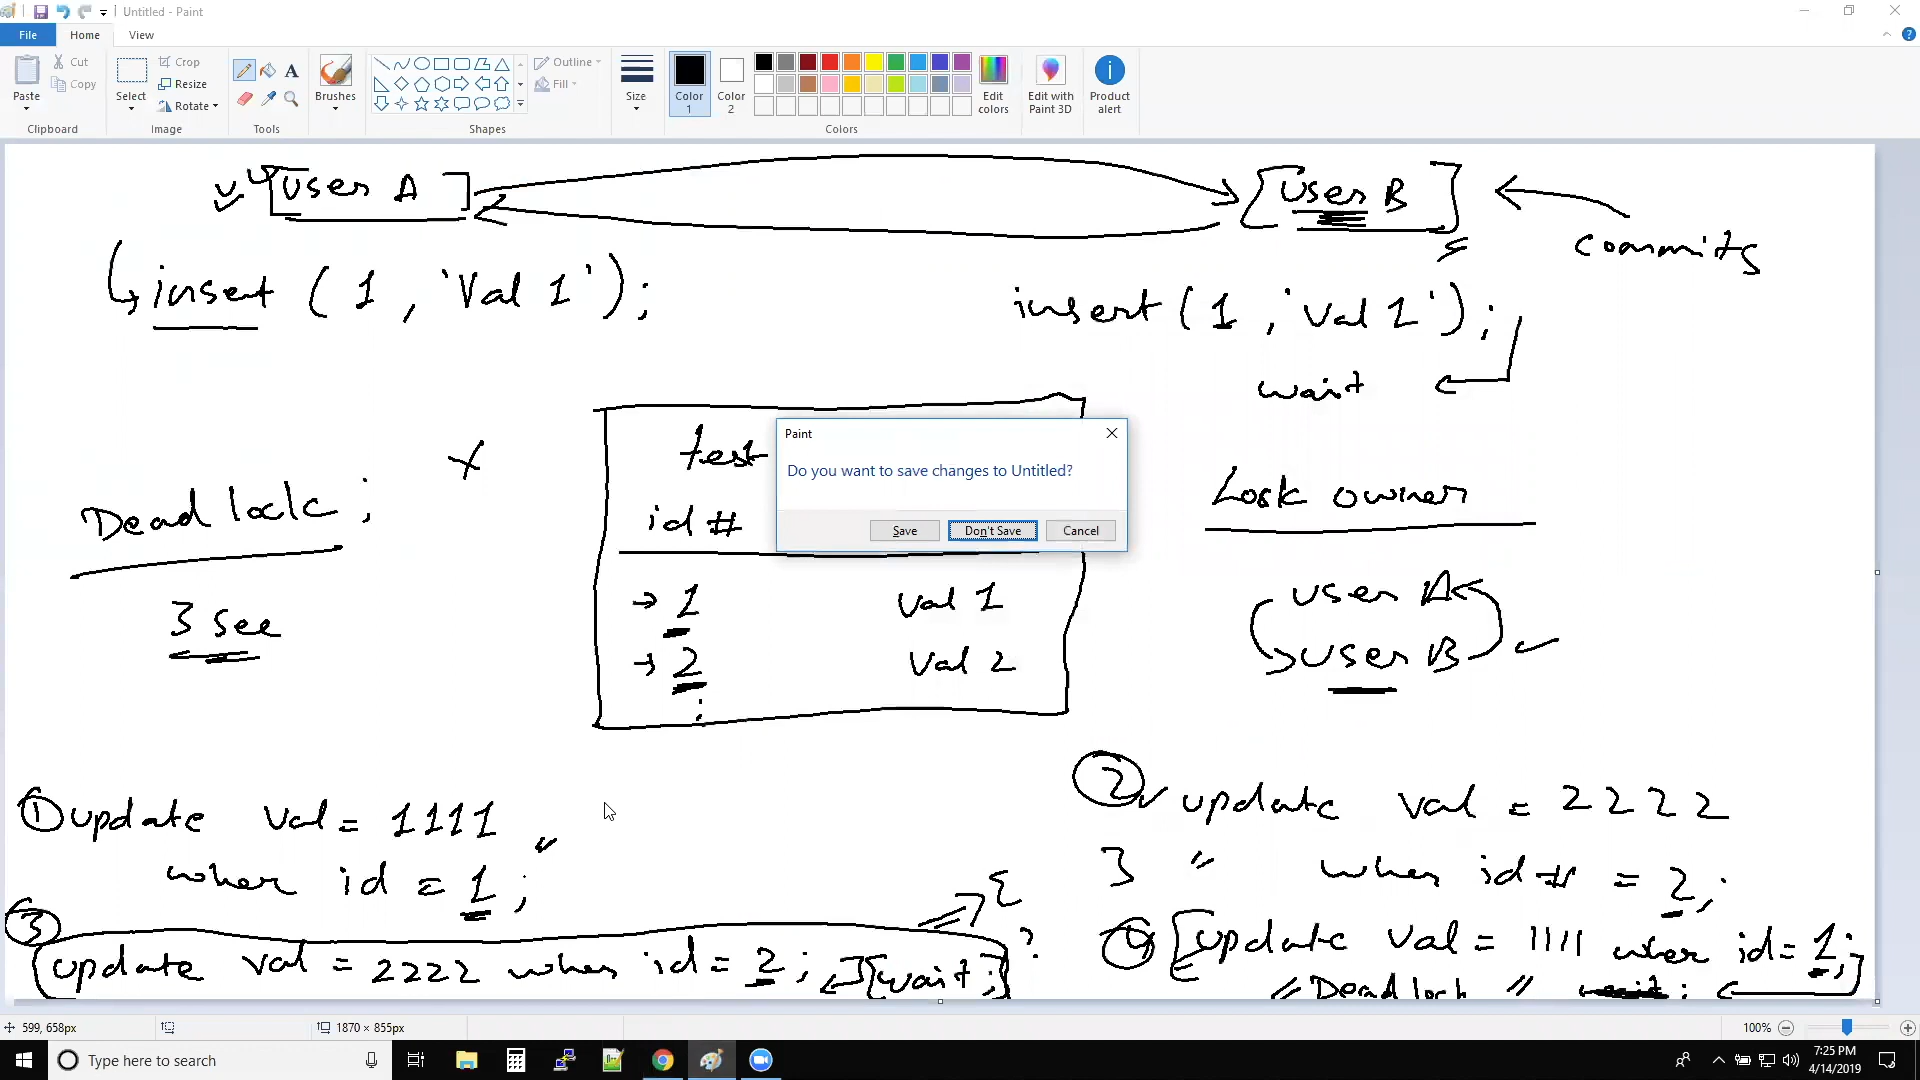 Untitled - Paint
File Home View
Paste
Cut
Copy
Clipboard
Select
Crop
Resize
Rotate
Image
Tools
Brushes
Shapes
Outline
Fill
Size
Color 1
Color 2
Colors
Edit colors
Edit with Paint 3D
Product alert
User A
User B
commits
insert (1, 'Val 1');
insert (1, 'Val 1');
wait
test
Paint
Do you want to save changes to Untitled?
Save Don't Save Cancel
Dead lock;
3 sec
id #
1 Val 1
2 Val 2
Lock owner
user A
user B
① update val = 1111
where id = 1;
② update val = 2222
3 " where id # = 2;
③ update val = 2222 when id = 2; [wait;] ?
④ [update val = 1111 where id = 1;]
" Dead lock " wait;
599, 658px
1870 × 855px
100%
Type here to search
7:25 PM
4/14/2019